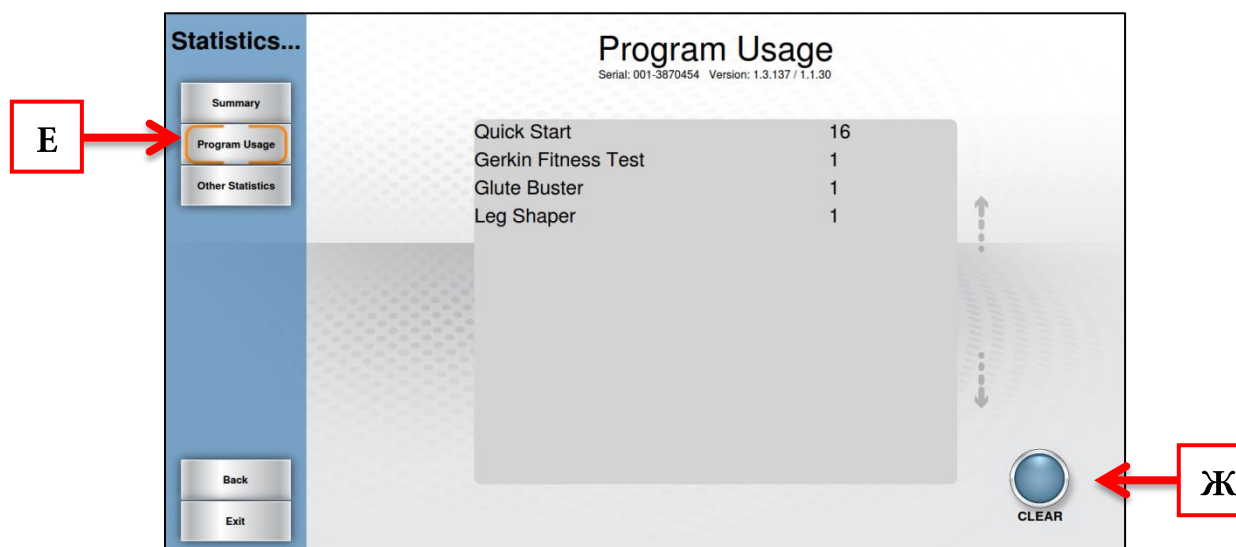 Statistics...
Program Usage
Serial: 001-3870454 Version: 1.3.137 / 1.1.30
Summary
Е
Program Usage
Other Statistics
Quick Start 16
Gerkin Fitness Test 1
Glute Buster 1
Leg Shaper 1
Back
Exit
CLEAR
Ж